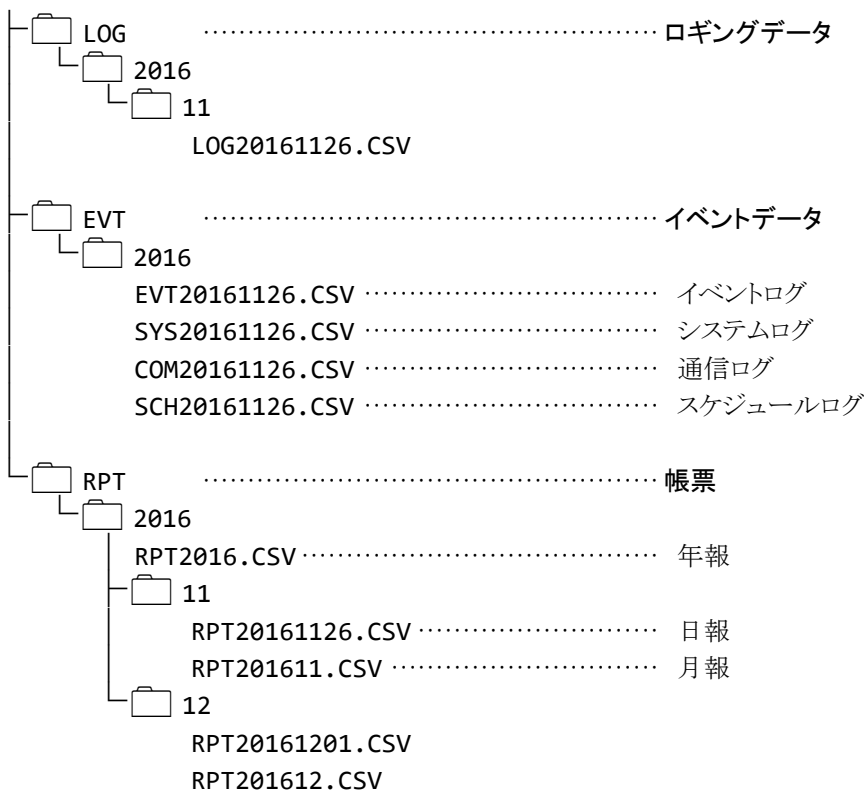 LOG ‥‥‥‥‥‥‥‥‥‥‥‥‥‥‥‥‥ ロギングデータ
2016
11
LOG20161126.CSV
EVT ‥‥‥‥‥‥‥‥‥‥‥‥‥‥‥‥‥ イベントデータ
2016
EVT20161126.CSV ‥‥‥‥‥‥‥‥‥‥‥ イベントログ
SYS20161126.CSV ‥‥‥‥‥‥‥‥‥‥‥ システムログ
COM20161126.CSV ‥‥‥‥‥‥‥‥‥‥‥ 通信ログ
SCH20161126.CSV ‥‥‥‥‥‥‥‥‥‥‥ スケジュールログ
RPT ‥‥‥‥‥‥‥‥‥‥‥‥‥‥‥‥‥ 帳票
2016
RPT2016.CSV ‥‥‥‥‥‥‥‥‥‥‥‥‥ 年報
11
RPT20161126.CSV ‥‥‥‥‥‥‥‥‥ 日報
RPT201611.CSV ‥‥‥‥‥‥‥‥‥‥ 月報
12
RPT20161201.CSV
RPT201612.CSV